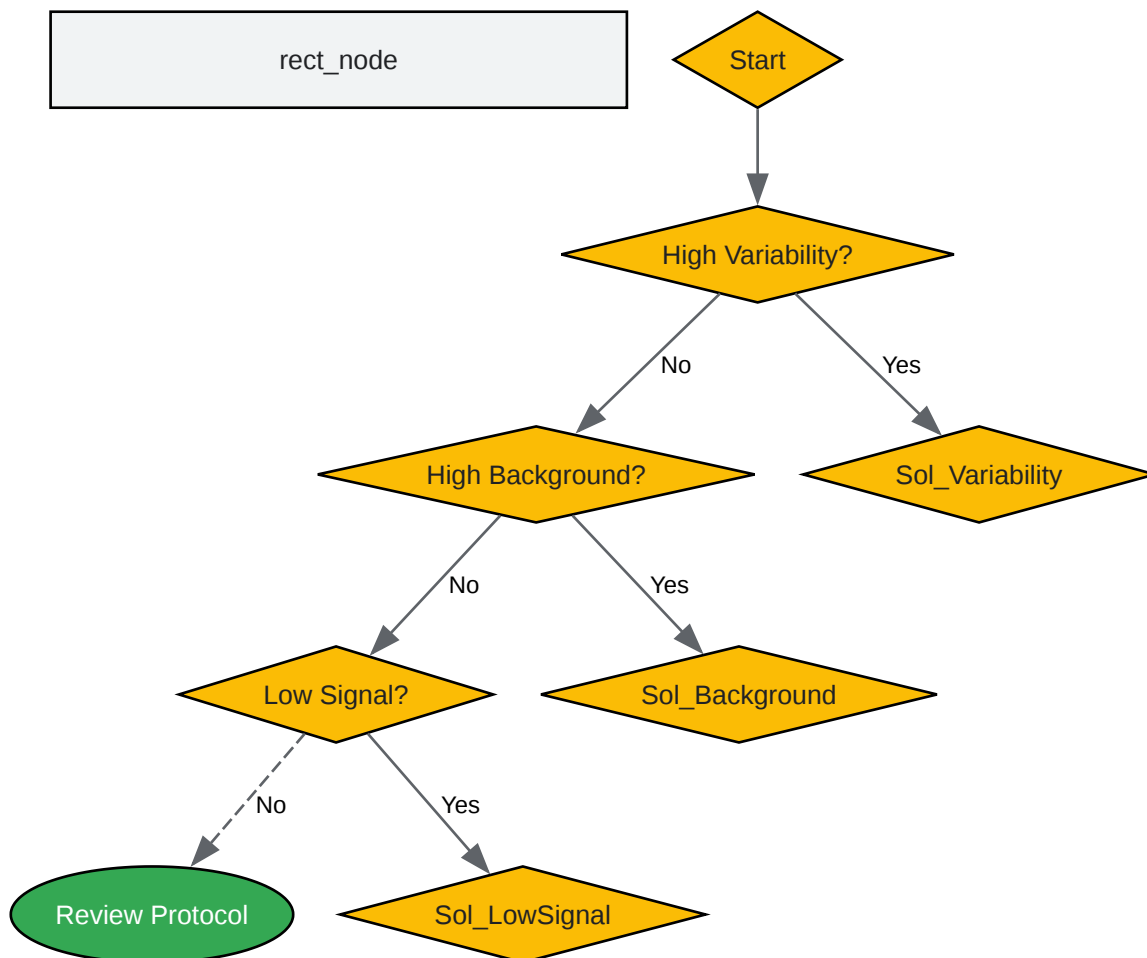 rect_node
Start
High Variability?
No
Yes
High Background?
Sol_Variability
No
Yes
Low Signal?
Sol_Background
No
Yes
Review Protocol
Sol_LowSignal